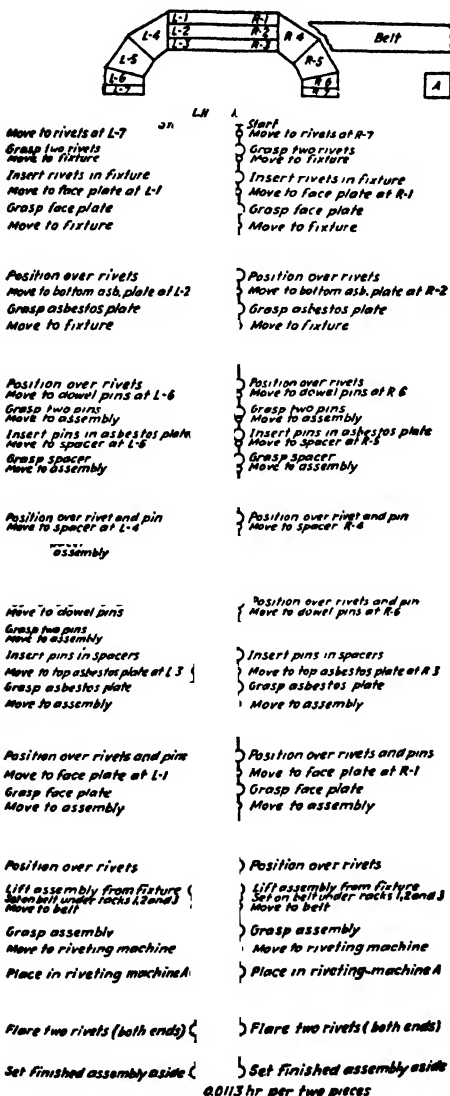 L-1 R-1
L-4 L-2 R-2 R 4 Belt
L-3 R-3
L-5 R-5
L-6 R 6
L-7 A
L.H
Start
Move to rivets at L-7 Move to rivets at R-7
Grasp two rivets Grasp two rivets
Move to fixture Move to fixture
Insert rivets in fixture Insert rivets in fixture
Move to face plate at L-1 Move to face plate at R-1
Grasp face plate Grasp face plate
Move to fixture Move to fixture
Position over rivets Position over rivets
Move to bottom asb. plate at L-2 Move to bottom asb. plate at R-2
Grasp asbestos plate Grasp asbestos plate
Move to fixture Move to fixture
Position over rivets Position over rivets
Move to dowel pins at L-6 Move to dowel pins at R 6
Grasp two pins Grasp two pins
Move to assembly Move to assembly
Insert pins in asbestos plate Insert pins in asbestos plate
Move to spacer at L-5 Move to spacer at R-5
Grasp spacer Grasp spacer
Move to assembly Move to assembly
Position over rivet and pin Position over rivet and pin
Move to spacer at L-4 Move to spacer R-4
assembly
Position over rivets and pin
Move to dowel pins Move to dowel pins at R-6
Grasp two pins
Move to assembly
Insert pins in spacers Insert pins in spacers
Move to top asbestos plate at L 3 Move to top asbestos plate at R 3
Grasp asbestos plate Grasp asbestos plate
Move to assembly Move to assembly
Position over rivets and pins Position over rivets and pins
Move to face plate at L-1 Move to face plate at R-1
Grasp face plate Grasp face plate
Move to assembly Move to assembly
Position over rivets Position over rivets
Lift assembly from fixture Lift assembly from fixture
Set on belt under racks 1, 2 and 3 Set on belt under racks 1, 2 and 3
Move to belt Move to belt
Grasp assembly Grasp assembly
Move to riveting machine Move to riveting machine
Place in riveting machine A Place in riveting machine A
Flare two rivets (both ends) Flare two rivets (both ends)
Set finished assembly aside Set finished assembly aside
0.0113 hr per two pieces